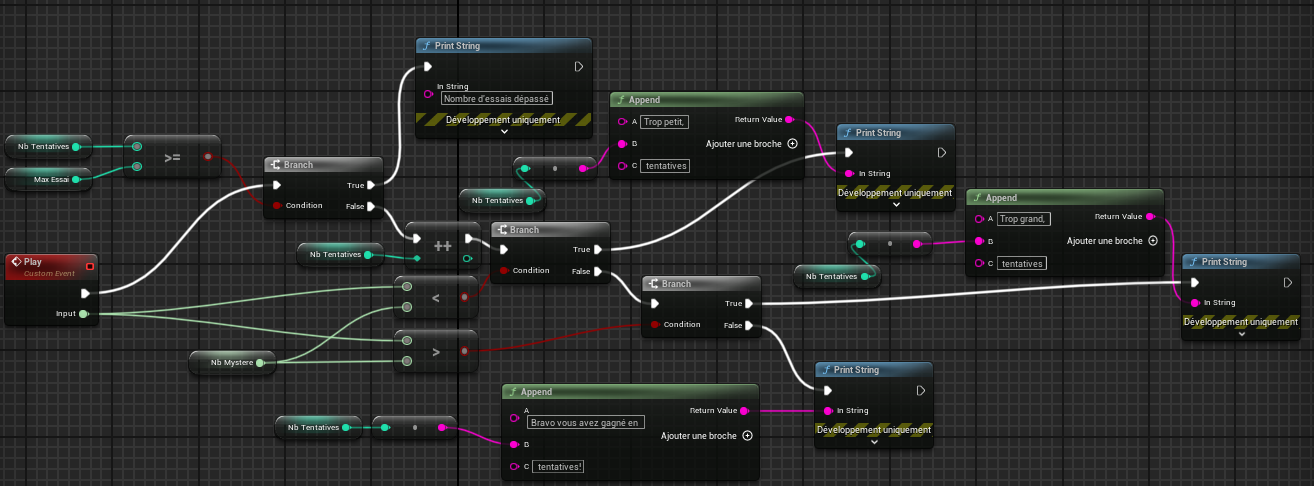 Print String
In String
Nombre d'essais dépassé
Développement uniquement
Nb Tentatives
Max Essai
>=
Branch
True
Condition
False
Play
Custom Event
Input
Nb Mystere
Nb Tentatives
++
<
>
Nb Tentatives
Append
A Trop petit,
Return Value
B
Ajouter une broche
C tentatives
Print String
In String
Développement uniquement
Branch
True
Condition
False
Branch
True
Condition
False
Nb Tentatives
Append
A Trop grand,
Return Value
B
Ajouter une broche
C tentatives
Print String
In String
Développement uniquement
Nb Tentatives
Append
A
Bravo vous avez gagné en
Return Value
B
Ajouter une broche
C tentatives!
Print String
In String
Développement uniquement